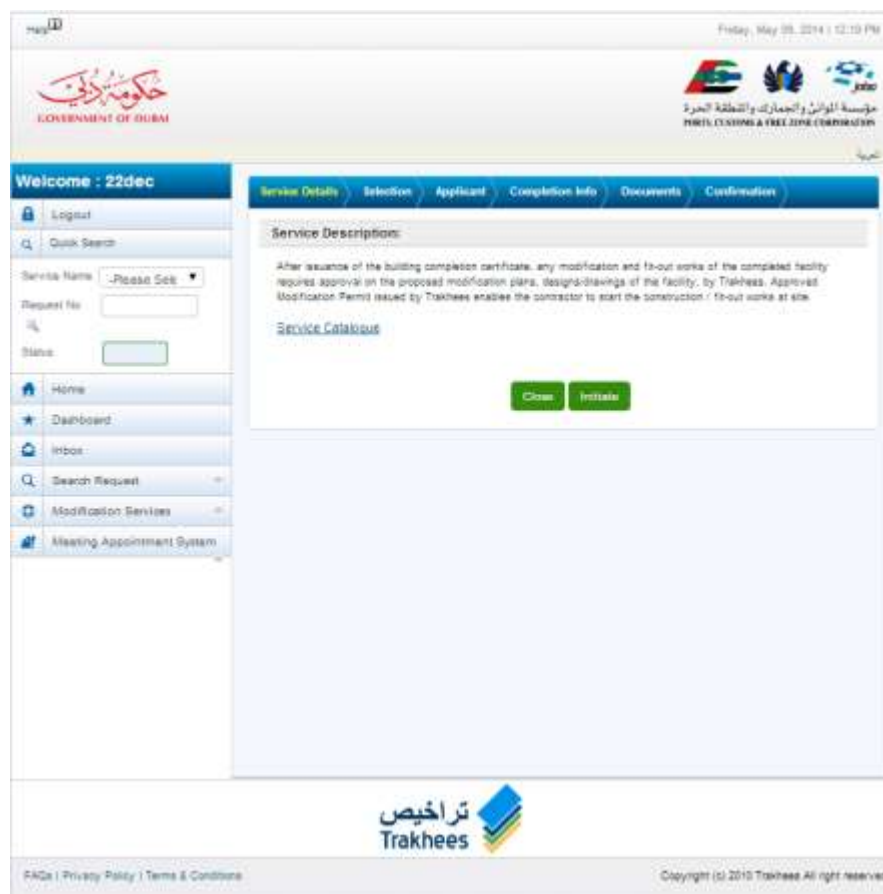 Help
Friday, May 09, 2014 | 12:19 PM
حكومة دبي
GOVERNMENT OF DUBAI
jafza
مؤسسة الموانئ والجمارك والمنطقة الحرة
PORTS, CUSTOMS & FREE ZONE CORPORATION
العربية
Welcome : 22dec
Service Details
Selection
Applicant
Completion Info
Documents
Confirmation
Logout
Quick Search
Service Name
-Please Sele
Request No
Status
Home
Dashboard
Inbox
Search Request
Modification Services
Meeting Appointment System
Service Description:
After issuance of the building completion certificate, any modification and fit-out works of the completed facility
requires approval on the proposed modification plans, designs/drawings of the facility, by Trakhees. Approved
Modification Permit issued by Trakhees enables the contractor to start the construction / fit-out works at site.
Service Catalogue
Close
Initiate
تراخيص
Trakhees
FAQs | Privacy Policy | Terms & Conditions
Copyright (c) 2010 Trakhees All right reserve